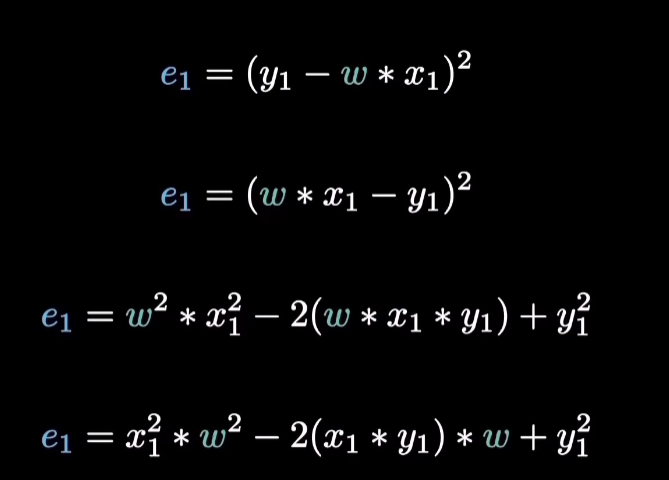 e₁ = (y₁ − w * x₁)²
e₁ = (w * x₁ − y₁)²
e₁ = w² * x₁² − 2(w * x₁ * y₁) + y₁²
e₁ = x₁² * w² − 2(x₁ * y₁) * w + y₁²